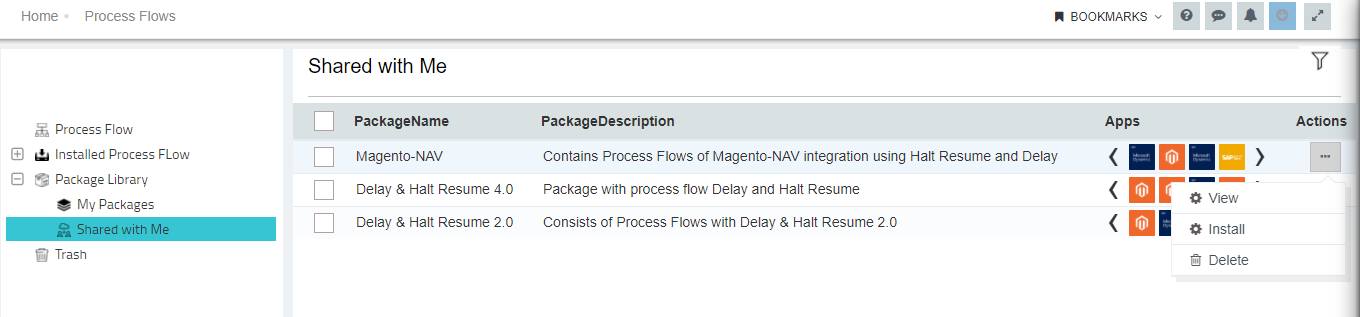 Home Process Flows
BOOKMARKS
Shared with Me
Process Flow
Installed Process FLow
Package Library
My Packages
Shared with Me
Trash
PackageName PackageDescription Apps Actions
Magento-NAV Contains Process Flows of Magento-NAV integration using Halt Resume and Delay
Delay & Halt Resume 4.0 Package with process flow Delay and Halt Resume
Delay & Halt Resume 2.0 Consists of Process Flows with Delay & Halt Resume 2.0
View
Install
Delete